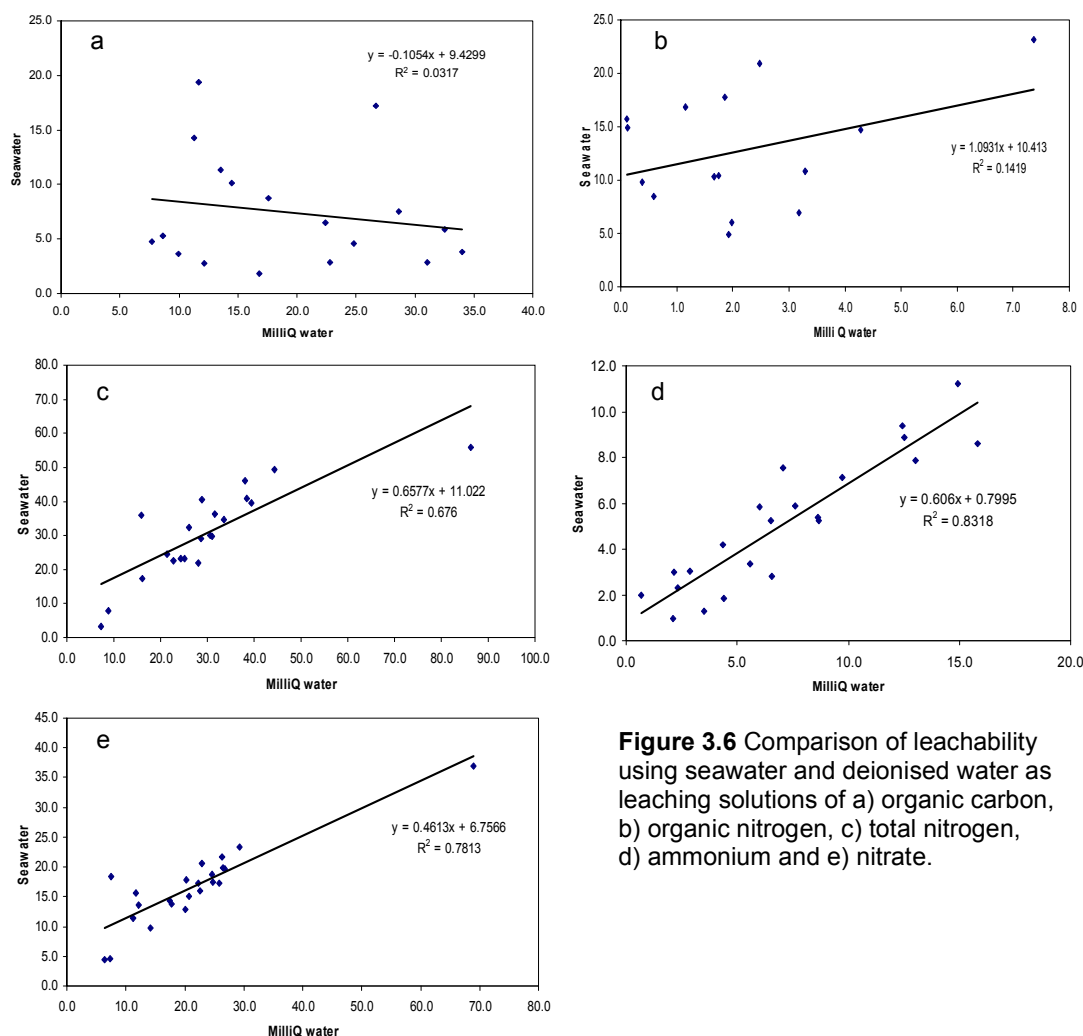 a
y = -0.1054x + 9.4299
R² = 0.0317
25.0
20.0
15.0
10.0
5.0
0.0
Seawater
0.0 5.0 10.0 15.0 20.0 25.0 30.0 35.0 40.0
MilliQ water
b
y = 1.0931x + 10.413
R² = 0.1419
25.0
20.0
15.0
10.0
5.0
0.0
Seawater
0.0 1.0 2.0 3.0 4.0 5.0 6.0 7.0 8.0
Milli Q water
c
y = 0.6577x + 11.022
R² = 0.676
80.0
70.0
60.0
50.0
40.0
30.0
20.0
10.0
0.0
Seawater
0.0 10.0 20.0 30.0 40.0 50.0 60.0 70.0 80.0 90.0 100.0
MilliQ water
d
y = 0.606x + 0.7995
R² = 0.8318
12.0
10.0
8.0
6.0
4.0
2.0
0.0
Seawater
0.0 5.0 10.0 15.0 20.0
MilliQ water
e
y = 0.4613x + 6.7566
R² = 0.7813
45.0
40.0
35.0
30.0
25.0
20.0
15.0
10.0
5.0
0.0
Seawater
0.0 10.0 20.0 30.0 40.0 50.0 60.0 70.0 80.0
MilliQ water
Figure 3.6 Comparison of leachability
using seawater and deionised water as
leaching solutions of a) organic carbon,
b) organic nitrogen, c) total nitrogen,
d) ammonium and e) nitrate.